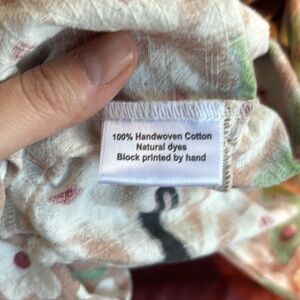 100% Handwoven Cotton
Natural dyes
Block printed by hand